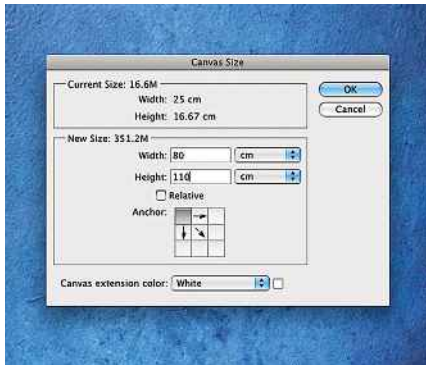 Canvas Size
Current Size: 16.6M
Width: 25 cm
Height: 16.67 cm
OK
Cancel
New Size: 351.2M
Width: 80 cm
Height: 110 cm
Relative
Anchor:
Canvas extension color: White